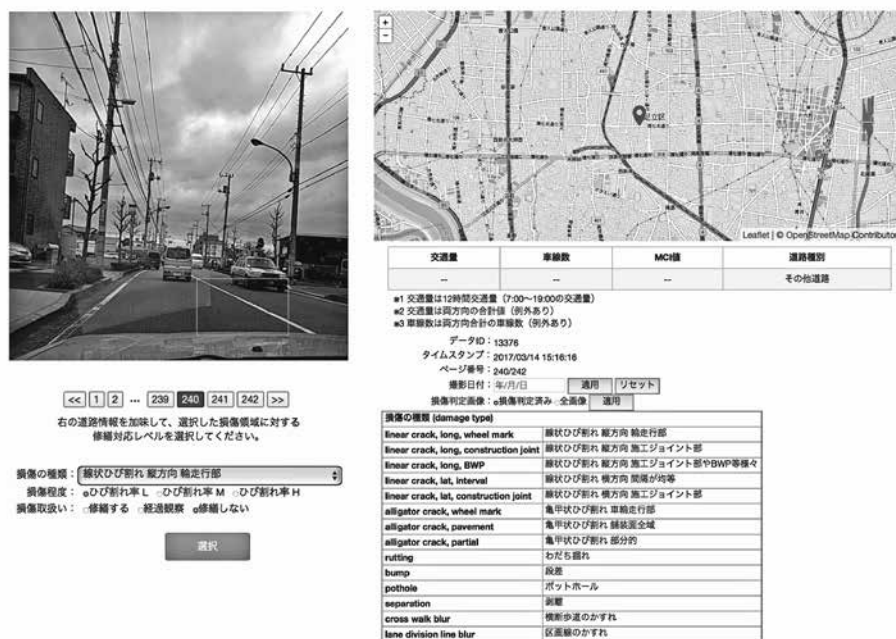 +
−
足立区
Leaflet | © OpenStreetMap Contributor
交通量 車線数 MCI値 道路種別
-- -- -- その他道路
※1 交通量は12時間交通量（7:00～19:00の交通量）
※2 交通量は両方向の合計値（例外あり）
※3 車線数は両方向合計の車線数（例外あり）
データID： 13376
タイムスタンプ： 2017/03/14 15:16:16
ページ番号： 240/242
撮影日付： 年/月/日 適用 リセット
損傷判定画像： 損傷判定済み 全画像 適用
<< 1 2 ... 239 240 241 242 >>
右の道路情報を加味して、選択した損傷領域に対する
修繕対応レベルを選択してください。
損傷の種類： 線状ひび割れ 縦方向 輪走行部
損傷程度： ひび割れ率 L ひび割れ率 M ひび割れ率 H
損傷取扱い： 修繕する 経過観察 修繕しない
選択
損傷の種類 (damage type)
linear crack, long, wheel mark 線状ひび割れ 縦方向 輪走行部
linear crack, long, construction joint 線状ひび割れ 縦方向 施工ジョイント部
linear crack, long, BWP 線状ひび割れ 縦方向 施工ジョイント部やBWP等様々
linear crack, lat, interval 線状ひび割れ 横方向 間隔が均等
linear crack, lat, construction joint 線状ひび割れ 横方向 施工ジョイント部
alligator crack, wheel mark 亀甲状ひび割れ 車輪走行部
alligator crack, pavement 亀甲状ひび割れ 舗装面全域
alligator crack, partial 亀甲状ひび割れ 部分的
rutting わだち掘れ
bump 段差
pothole ポットホール
separation 剥離
cross walk blur 横断歩道のかすれ
lane division line blur 区画線のかすれ